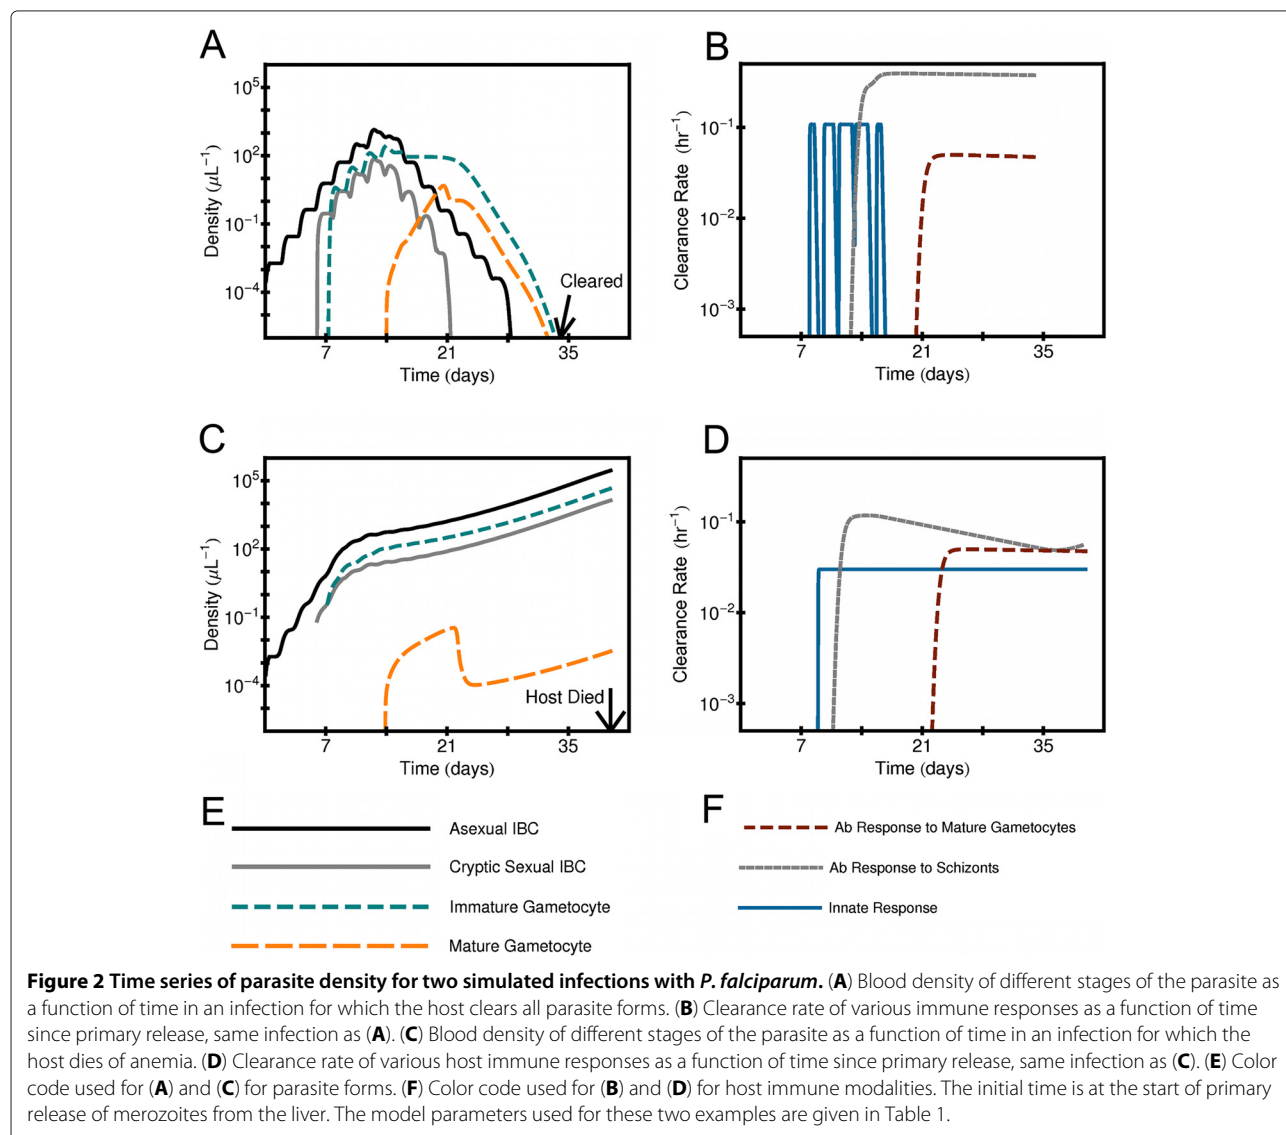 A
Density (μL⁻¹)
10⁵
10²
10⁻¹
10⁻⁴
Cleared
7 21 35
Time (days)
B
Clearance Rate (hr⁻¹)
10⁻¹
10⁻²
10⁻³
7 21 35
Time (days)
C
Density (μL⁻¹)
10⁵
10²
10⁻¹
10⁻⁴
Host Died
7 21 35
Time (days)
D
Clearance Rate (hr⁻¹)
10⁻¹
10⁻²
10⁻³
7 21 35
Time (days)
E
Asexual IBC
Cryptic Sexual IBC
Immature Gametocyte
Mature Gametocyte
F
Ab Response to Mature Gametocytes
Ab Response to Schizonts
Innate Response
Figure 2 Time series of parasite density for two simulated infections with P. falciparum. (A) Blood density of different stages of the parasite as
a function of time in an infection for which the host clears all parasite forms. (B) Clearance rate of various immune responses as a function of time
since primary release, same infection as (A). (C) Blood density of different stages of the parasite as a function of time in an infection for which the
host dies of anemia. (D) Clearance rate of various host immune responses as a function of time since primary release, same infection as (C). (E) Color
code used for (A) and (C) for parasite forms. (F) Color code used for (B) and (D) for host immune modalities. The initial time is at the start of primary
release of merozoites from the liver. The model parameters used for these two examples are given in Table 1.